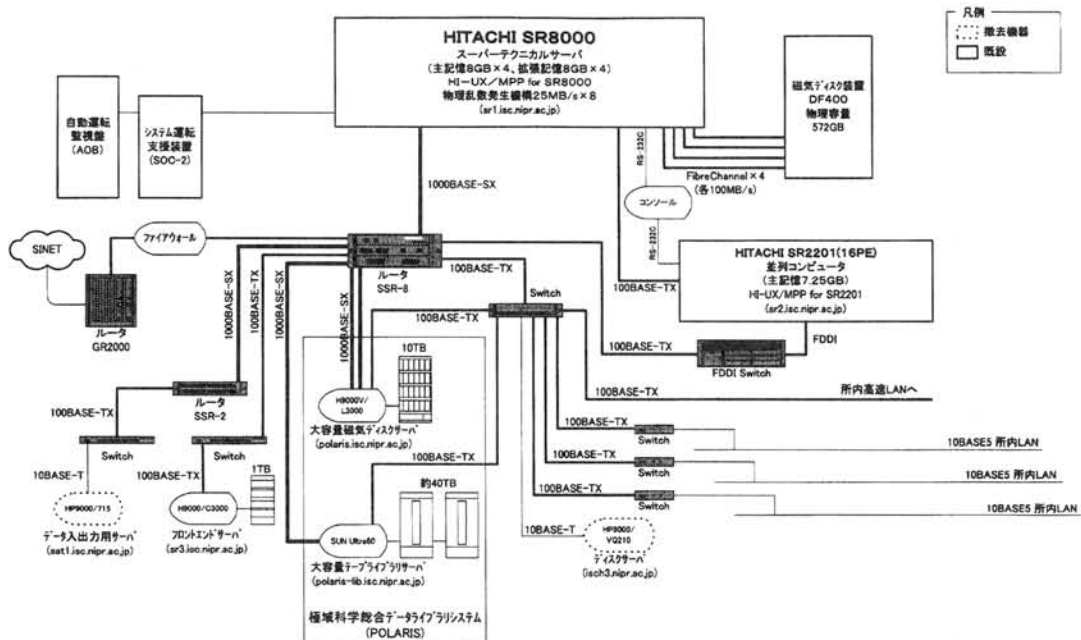 凡例
撤去機器
既設
HITACHI SR8000
スーパーテクニカルサーバ
(主記憶8GB×4、拡張記憶8GB×4)
HI-UX/MPP for SR8000
物理乱数発生機構25MB/s×8
(sr1.isc.nipr.ac.jp)
磁気ディスク装置
DF400
物理容量
572GB
自動運転
監視盤
(AOB)
システム運転
支援装置
(SOC-2)
RS-232C
FibreChannel×4
(各100MB/s)
1000BASE-SX
コンソール
RS-232C
SINET
ファイアウォール
ルータ
SSR-8
100BASE-TX
HITACHI SR2201(16PE)
並列コンピュータ
(主記憶7.25GB)
HI-UX/MPP for SR2201
(sr2.isc.nipr.ac.jp)
100BASE-TX
ルータ
GR2000
1000BASE-SX
100BASE-TX
1000BASE-SX
1000BASE-SX
100BASE-TX
Switch
FDDI
100BASE-TX
FDDI Switch
10TB
100BASE-TX
所内高速LANへ
H9000V/
L3000
大容量磁気ディスクサーバ
(polaris.isc.nipr.ac.jp)
100BASE-TX
ルータ
SSR-2
Switch
Switch
100BASE-TX
Switch
10BASE5 所内LAN
100BASE-TX
Switch
10BASE5 所内LAN
100BASE-TX
Switch
10BASE5 所内LAN
10BASE-T
100BASE-TX
1TB
100BASE-TX
約40TB
HP9000/715
データ入出力用サーバ
(sat1.isc.nipr.ac.jp)
H9000/C3000
フロントエンドサーバ
(sr3.isc.nipr.ac.jp)
SUN Ultra60
大容量テープライブラリサーバ
(polaris-lib.isc.nipr.ac.jp)
10BASE-T
HP9000/
VQ210
ディスクサーバ
(isch3.nipr.ac.jp)
極域科学総合データライブラリシステム
(POLARIS)